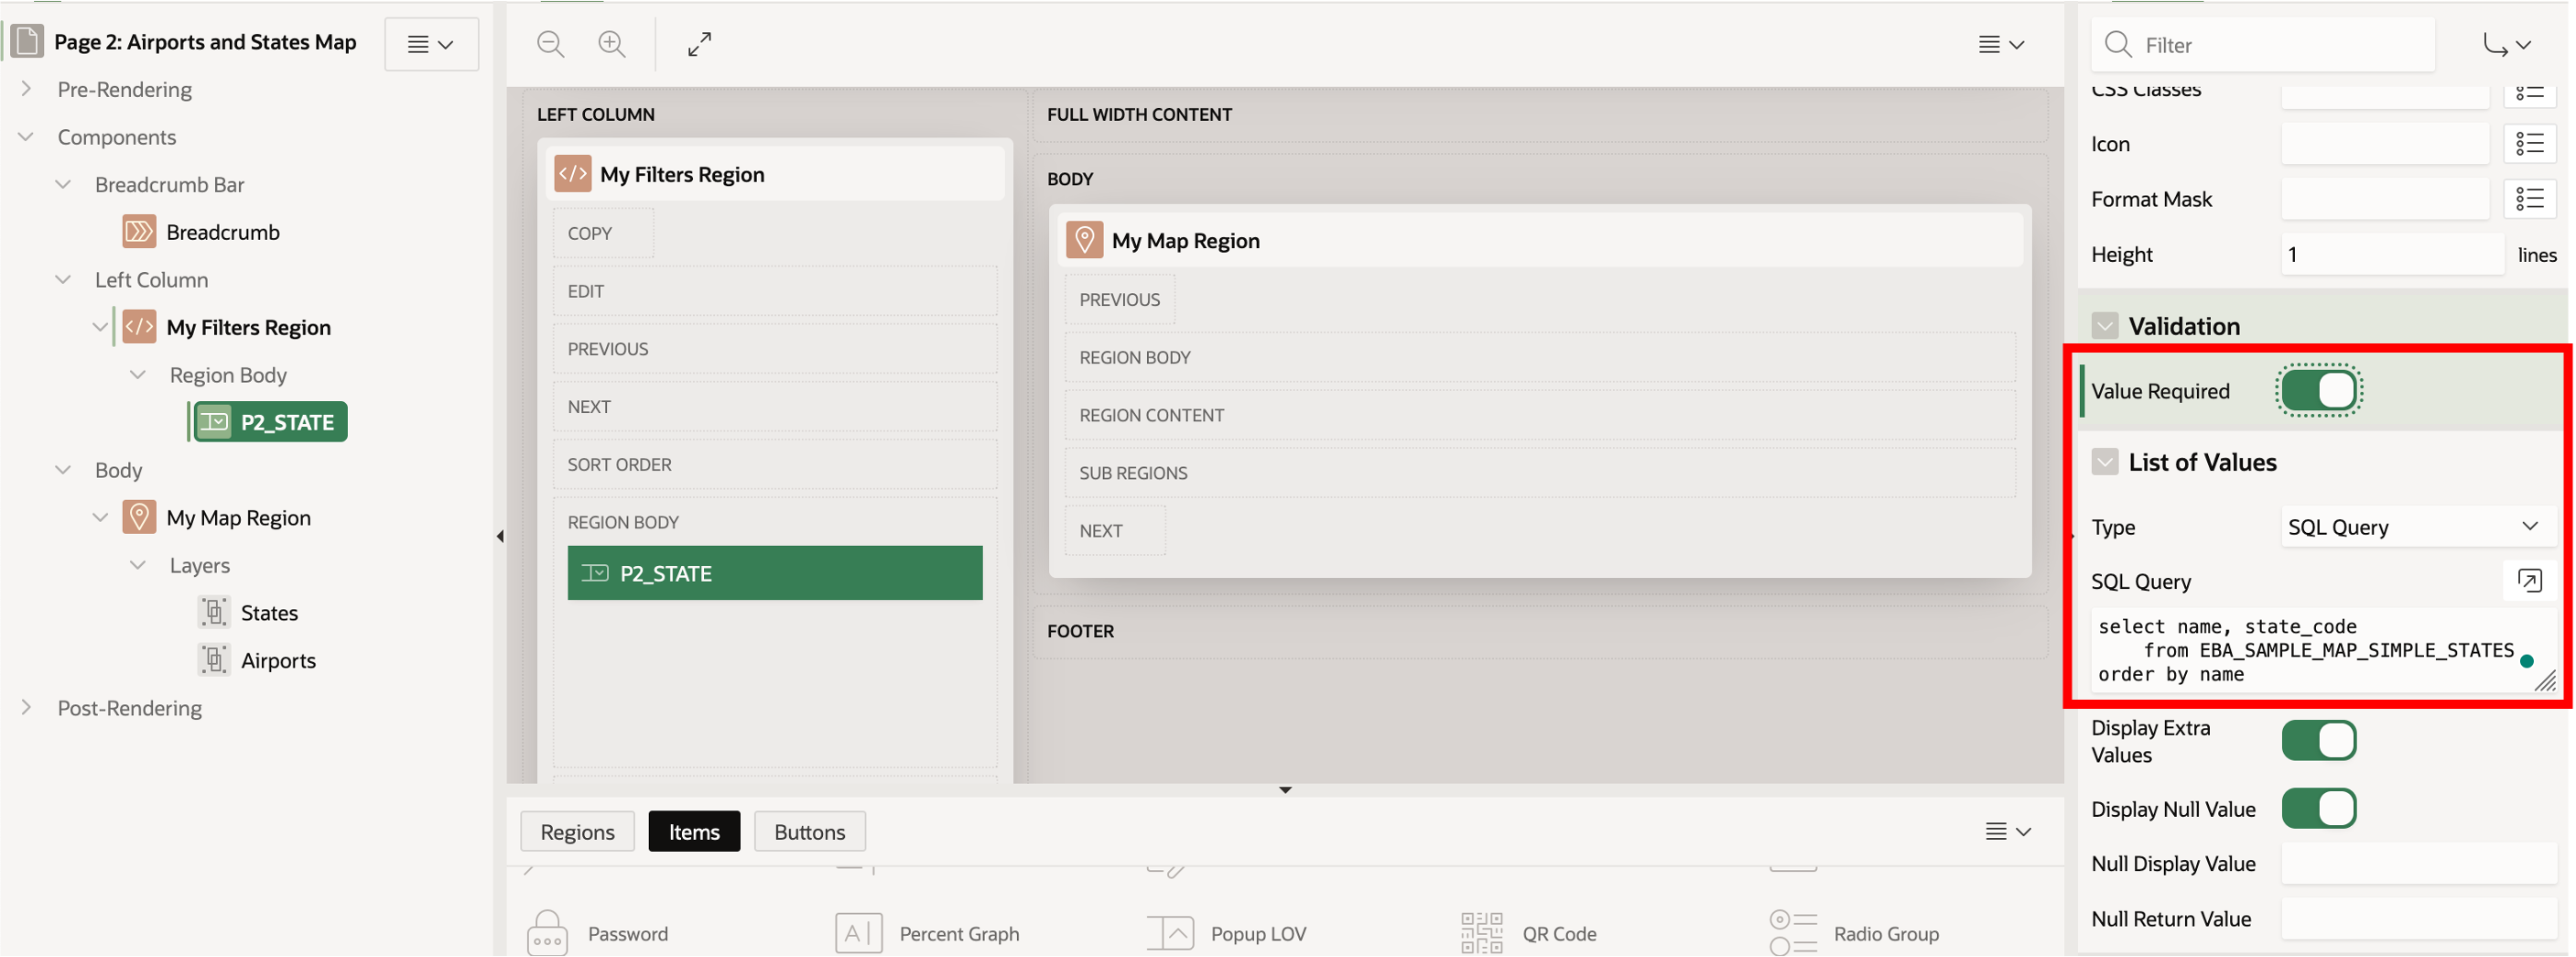 Page 2: Airports and States Map
Pre-Rendering
Components
Breadcrumb Bar
Breadcrumb
Left Column
My Filters Region
Region Body
P2_STATE
Body
My Map Region
Layers
States
Airports
Post-Rendering
LEFT COLUMN
My Filters Region
COPY
EDIT
PREVIOUS
NEXT
SORT ORDER
REGION BODY
P2_STATE
FULL WIDTH CONTENT
BODY
My Map Region
PREVIOUS
REGION BODY
REGION CONTENT
SUB REGIONS
NEXT
FOOTER
Regions
Items
Buttons
Password
Percent Graph
Popup LOV
QR Code
Radio Group
Filter
CSS Classes
Icon
Format Mask
Height 1 lines
Validation
Value Required
List of Values
Type SQL Query
SQL Query
select name, state_code
from EBA_SAMPLE_MAP_SIMPLE_STATES
order by name
Display Extra
Values
Display Null Value
Null Display Value
Null Return Value